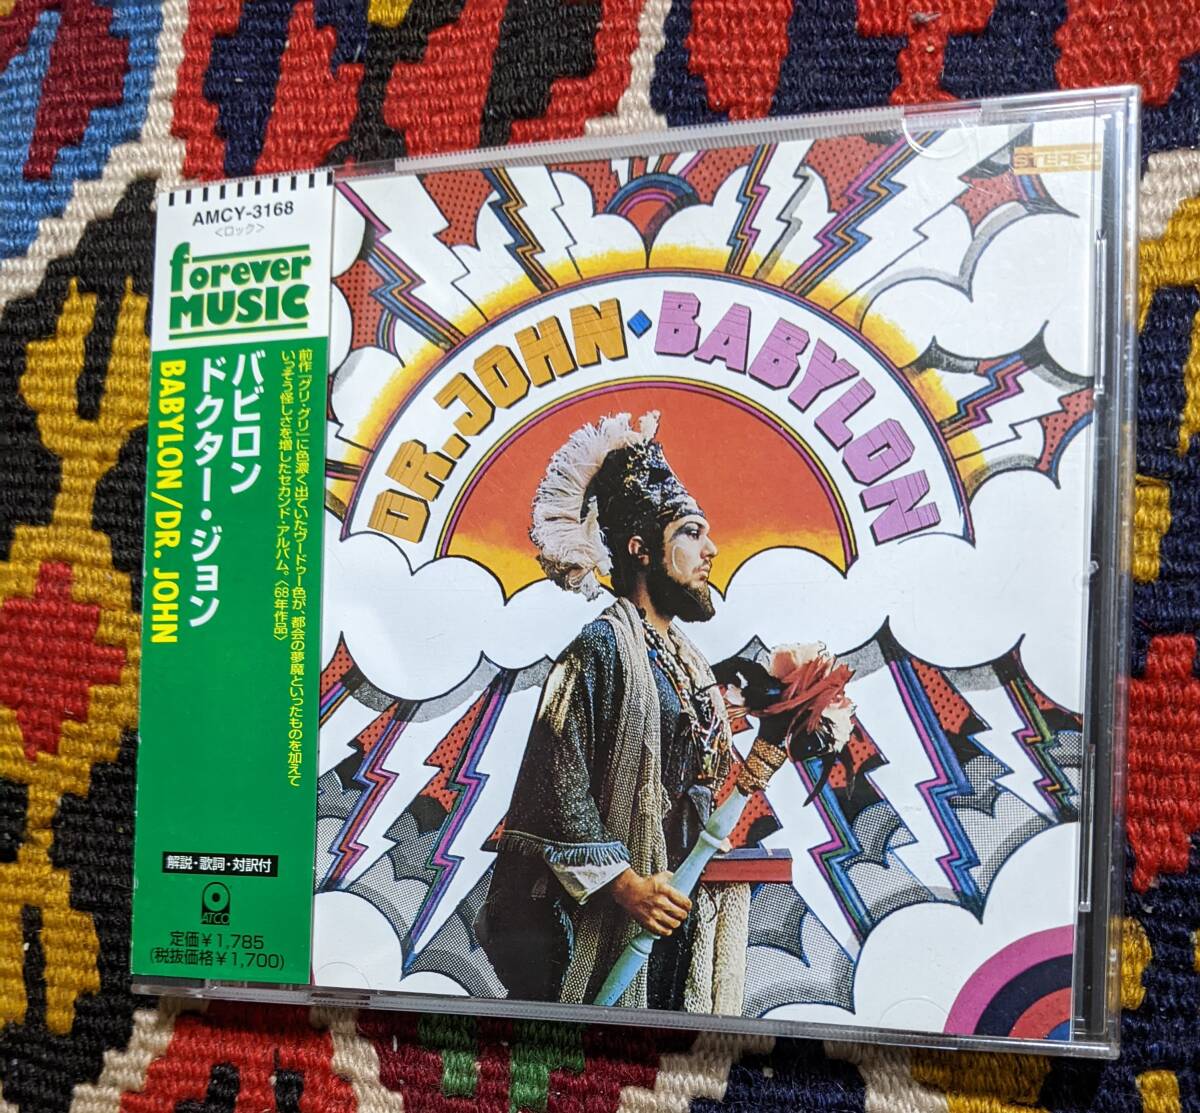 AMCY-3168
<ロック>
forever
MUSIC
バビロン
ドクター・ジョン
BABYLON/DR. JOHN
前作「グリ・グリ」に色濃く出ていたヴードゥー色が、都会の夢魔といったものを加えて
いっそう怪しさを増したセカンド・アルバム。〈68年作品〉
解説・歌詞・対訳付
ATCO
定価¥1,785
(税抜価格¥1,700)
STEREO
DR. JOHN◆BABYLON